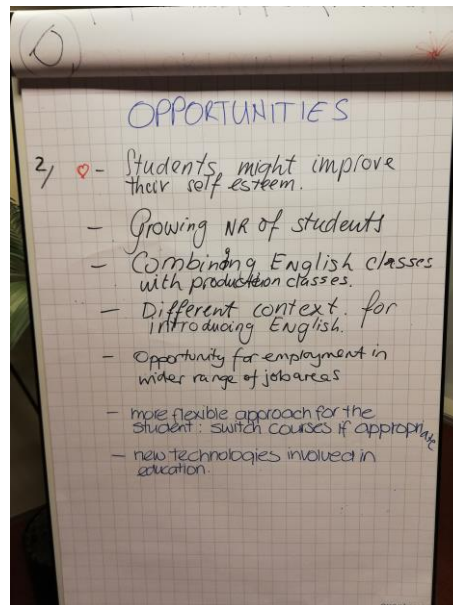 O
OPPORTUNITIES
2/ ♡ - Students might improve
their self esteem.
- Growing NR of students
- Combining English classes
with production classes.
- Different context for
introducing English.
- Opportunity for employment in
wider range of job areas
- more flexible approach for the
student: switch courses if appropriate
- new technologies involved in
education.